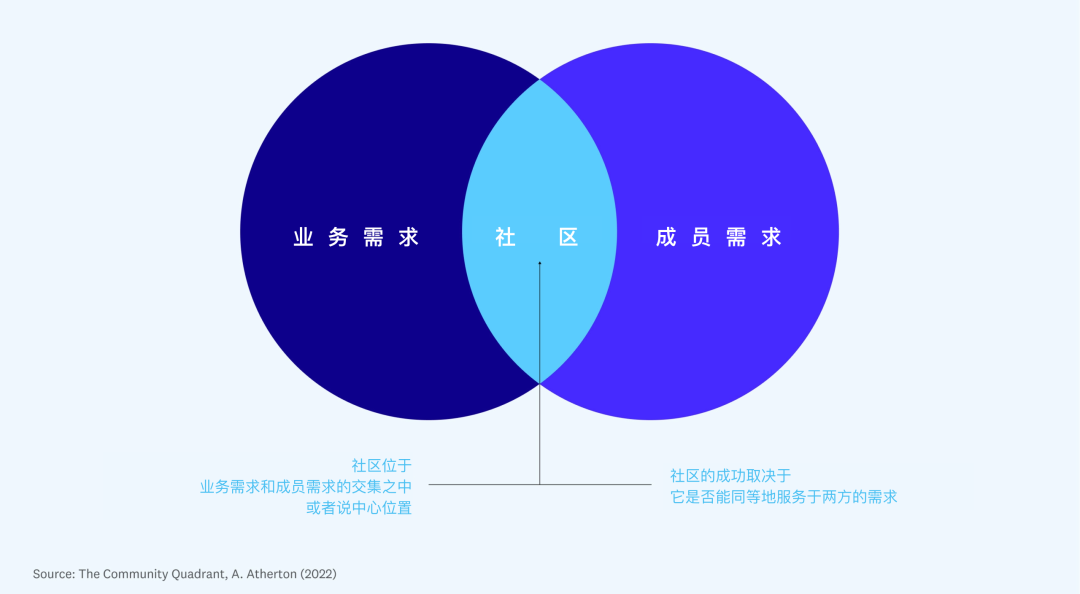 业务需求
社区
成员需求
社区位于
业务需求和成员需求的交集之中
或者说中心位置
社区的成功取决于
它是否能同等地服务于两方的需求
Source: The Community Quadrant, A. Atherton (2022)